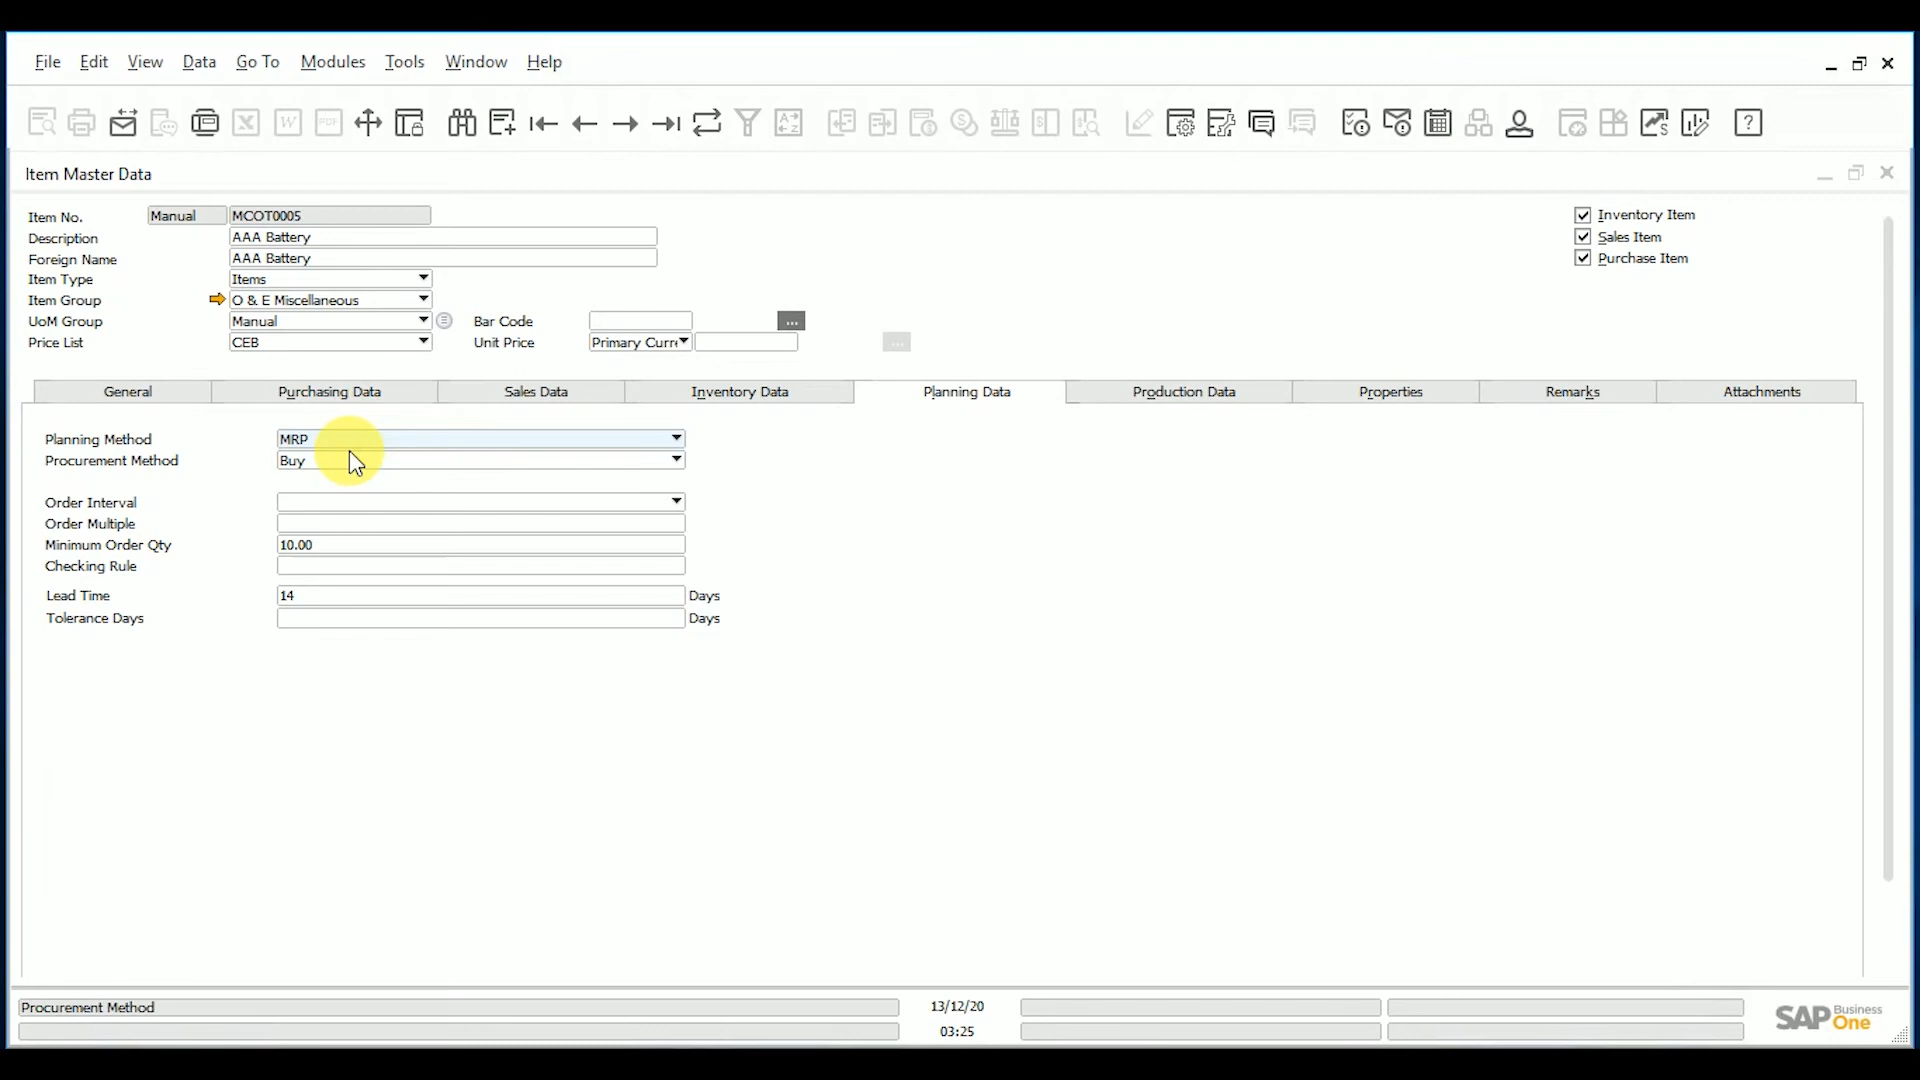 File Edit View Data Go To Modules Tools Window Help
Item Master Data
Item No. Manual MCOT0005
Description AAA Battery
Foreign Name AAA Battery
Item Type Items
Item Group O & E Miscellaneous
UoM Group Manual Bar Code ...
Price List CEB Unit Price Primary Curre ...
Inventory Item
Sales Item
Purchase Item
General Purchasing Data Sales Data Inventory Data Planning Data Production Data Properties Remarks Attachments
Planning Method MRP
Procurement Method Buy
Order Interval
Order Multiple
Minimum Order Qty 10.00
Checking Rule
Lead Time 14 Days
Tolerance Days Days
Procurement Method 13/12/20
03:25
SAP Business One